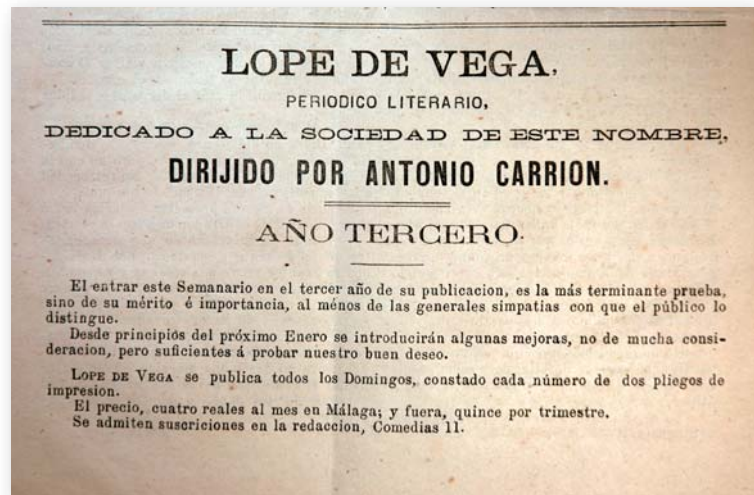 LOPE DE VEGA,
PERIODICO LITERARIO,
DEDICADO A LA SOCIEDAD DE ESTE NOMBRE,
DIRIJIDO POR ANTONIO CARRION.
AÑO TERCERO.
El entrar este Semanario en el tercer año de su publicacion, es la más terminante prueba,
sino de su mérito é importancia, al ménos de las generales simpatias con que el público lo
distingue.
Desde principios del próximo Enero se introducirán algunas mejoras, no de mucha consi-
deracion, pero suficientes á probar nuestro buen deseo.
LOPE DE VEGA se publica todos los Domingos, constado cada número de dos pliegos de
impresion.
El precio, cuatro reales al mes en Málaga; y fuera, quince por trimestre.
Se admiten suscriciones en la redaccion, Comedias 11.